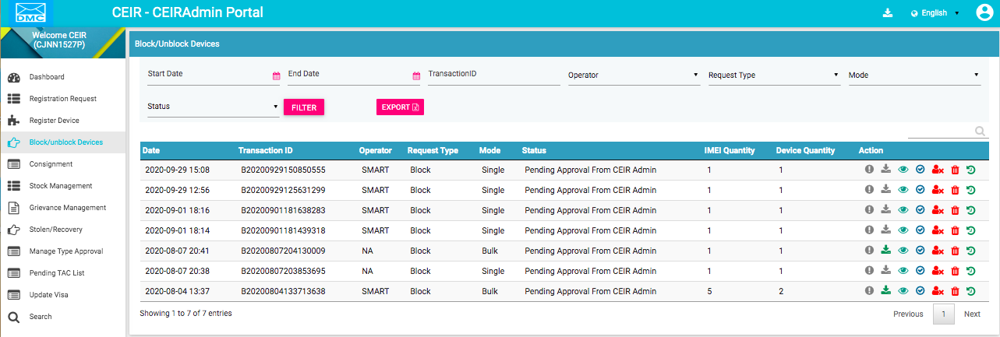 DMC
CEIR - CEIRAdmin Portal
English
Welcome CEIR
(CJNN1527P)
Dashboard
Registration Request
Register Device
Block/unblock Devices
Consignment
Stock Management
Grievance Management
Stolen/Recovery
Manage Type Approval
Pending TAC List
Update Visa
Search
Block/Unblock Devices
Start Date End Date TransactionID Operator Request Type Mode
Status FILTER EXPORT
Date Transaction ID Operator Request Type Mode Status IMEI Quantity Device Quantity Action
2020-09-29 15:08 B20200929150850555 SMART Block Single Pending Approval From CEIR Admin 1 1
2020-09-29 12:56 B20200929125631299 SMART Block Single Pending Approval From CEIR Admin 1 1
2020-09-01 18:16 B20200901181638283 SMART Block Single Pending Approval From CEIR Admin 1 1
2020-09-01 18:14 B20200901181439318 SMART Block Single Pending Approval From CEIR Admin 1 1
2020-08-07 20:41 B20200807204130009 NA Block Bulk Pending Approval From CEIR Admin 1 1
2020-08-07 20:38 B20200807203853695 NA Block Single Pending Approval From CEIR Admin 1 1
2020-08-04 13:37 B20200804133713638 SMART Block Bulk Pending Approval From CEIR Admin 5 2
Showing 1 to 7 of 7 entries
Previous 1 Next